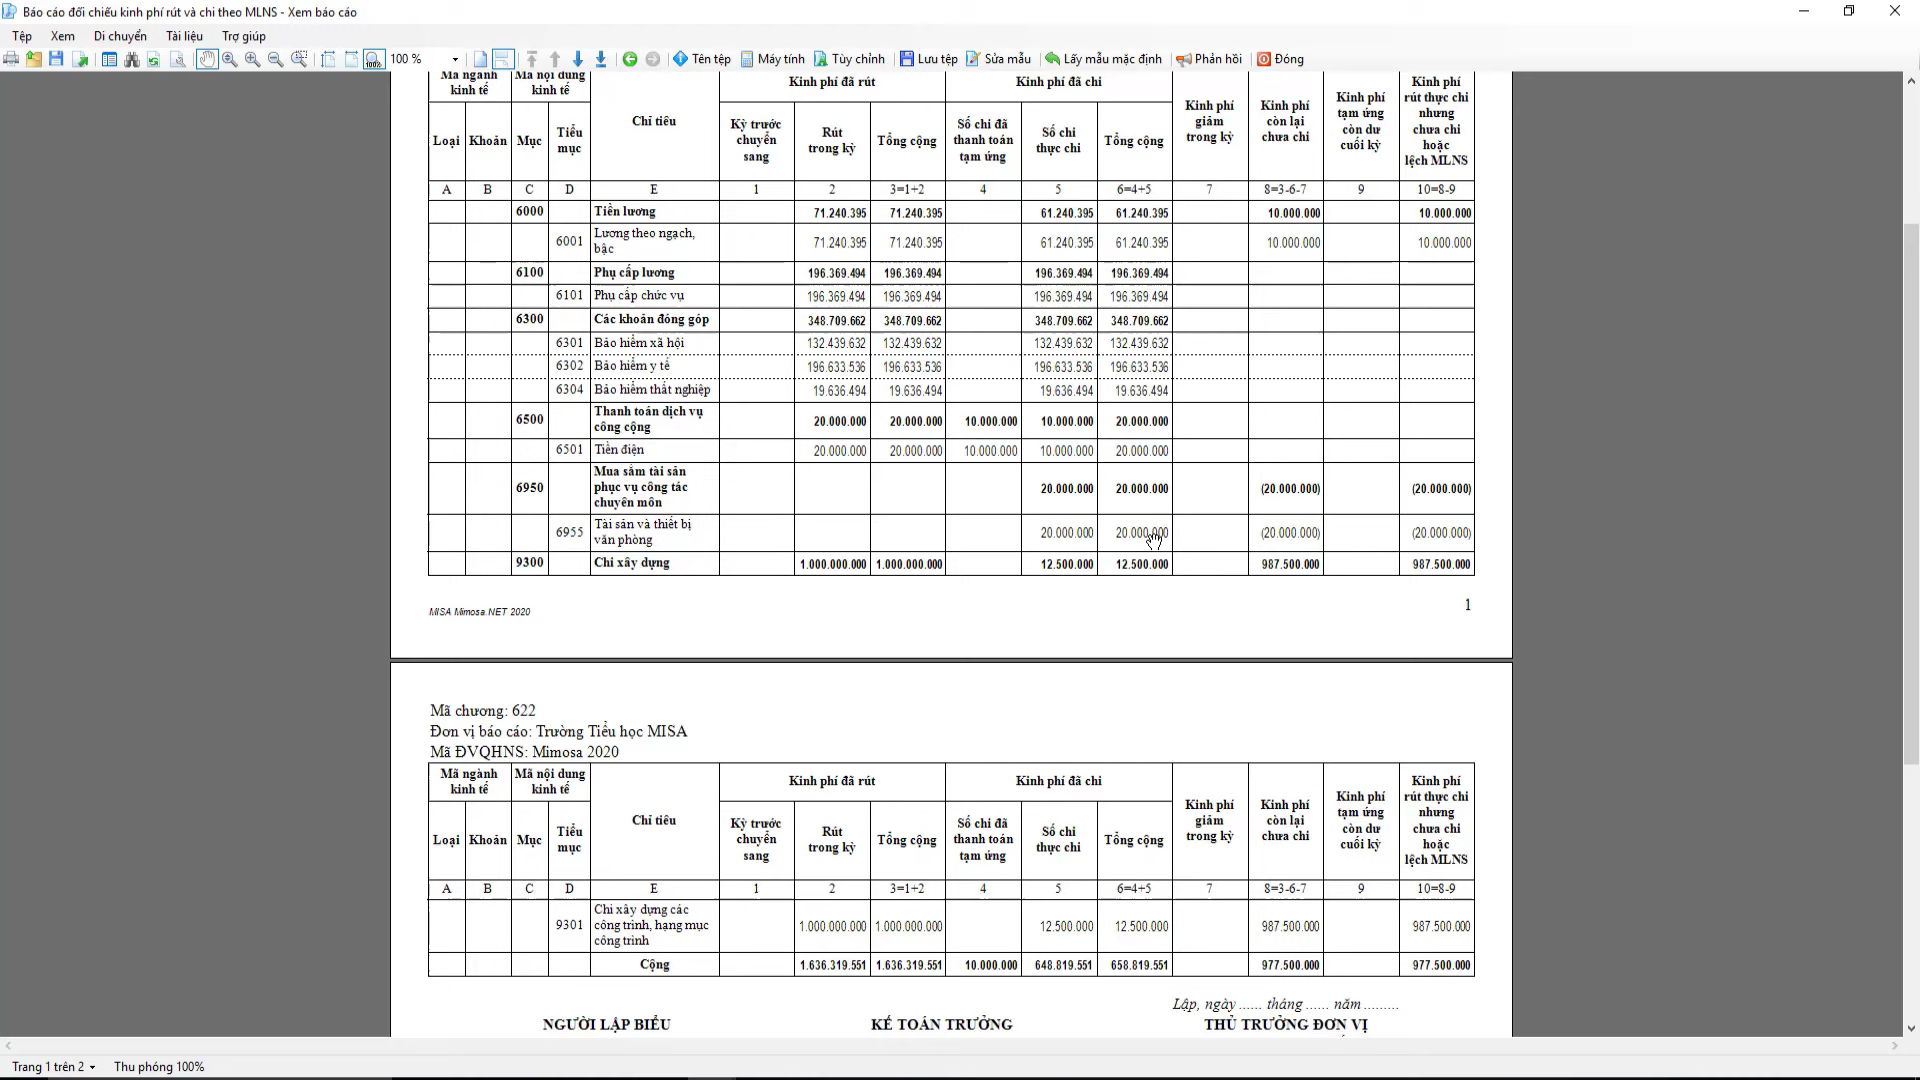 Báo cáo đối chiếu kinh phí rút và chi theo MLNS - Xem báo cáo
Tệp Xem Di chuyển Tài liệu Trợ giúp
100 % Tên tệp Máy tính Tùy chỉnh Lưu tệp Sửa mẫu Lấy mẫu mặc định Phản hồi Đóng
Mã ngành kinh tế Mã nội dung kinh tế Chỉ tiêu Kinh phí đã rút Kinh phí đã chi Kinh phí giảm trong kỳ Kinh phí còn lại chưa chi Kinh phí tạm ứng còn dư cuối kỳ Kinh phí rút thực chi nhưng chưa chi hoặc lệch MLNS
Loại Khoản Mục Tiểu mục Kỳ trước chuyển sang Rút trong kỳ Tổng cộng Số chi đã thanh toán tạm ứng Số chi thực chi Tổng cộng
A B C D E 1 2 3=1+2 4 5 6=4+5 7 8=3-6-7 9 10=8-9
6000 Tiền lương 71.240.395 71.240.395 61.240.395 61.240.395 10.000.000 10.000.000
6001 Lương theo ngạch, bậc 71.240.395 71.240.395 61.240.395 61.240.395 10.000.000 10.000.000
6100 Phụ cấp lương 196.369.494 196.369.494 196.369.494 196.369.494
6101 Phụ cấp chức vụ 196.369.494 196.369.494 196.369.494 196.369.494
6300 Các khoản đóng góp 348.709.662 348.709.662 348.709.662 348.709.662
6301 Bảo hiểm xã hội 132.439.632 132.439.632 132.439.632 132.439.632
6302 Bảo hiểm y tế 196.633.536 196.633.536 196.633.536 196.633.536
6304 Bảo hiểm thất nghiệp 19.636.494 19.636.494 19.636.494 19.636.494
6500 Thanh toán dịch vụ công cộng 20.000.000 20.000.000 10.000.000 10.000.000 20.000.000
6501 Tiền điện 20.000.000 20.000.000 10.000.000 10.000.000 20.000.000
6950 Mua sắm tài sản phục vụ công tác chuyên môn 20.000.000 20.000.000 (20.000.000) (20.000.000)
6955 Tài sản và thiết bị văn phòng 20.000.000 20.000.000 (20.000.000) (20.000.000)
9300 Chi xây dựng 1.000.000.000 1.000.000.000 12.500.000 12.500.000 987.500.000 987.500.000
MISA Mimosa.NET 2020 1
Mã chương: 622
Đơn vị báo cáo: Trường Tiểu học MISA
Mã ĐVQHNS: Mimosa 2020
Mã ngành kinh tế Mã nội dung kinh tế Chỉ tiêu Kinh phí đã rút Kinh phí đã chi Kinh phí giảm trong kỳ Kinh phí còn lại chưa chi Kinh phí tạm ứng còn dư cuối kỳ Kinh phí rút thực chi nhưng chưa chi hoặc lệch MLNS
Loại Khoản Mục Tiểu mục Kỳ trước chuyển sang Rút trong kỳ Tổng cộng Số chi đã thanh toán tạm ứng Số chi thực chi Tổng cộng
A B C D E 1 2 3=1+2 4 5 6=4+5 7 8=3-6-7 9 10=8-9
9301 Chi xây dựng các công trình, hạng mục công trình 1.000.000.000 1.000.000.000 12.500.000 12.500.000 987.500.000 987.500.000
Cộng 1.636.319.551 1.636.319.551 10.000.000 648.819.551 658.819.551 977.500.000 977.500.000
Lập, ngày ...... tháng ...... năm .........
NGƯỜI LẬP BIỂU KẾ TOÁN TRƯỞNG THỦ TRƯỞNG ĐƠN VỊ
Trang 1 trên 2 Thu phóng 100%